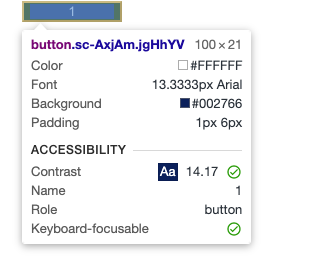 1
button.sc-AxjAm.jgHhYV 100 × 21
Color #FFFFFF
Font 13.3333px Arial
Background #002766
Padding 1px 6px
ACCESSIBILITY
Contrast Aa 14.17
Name 1
Role button
Keyboard-focusable